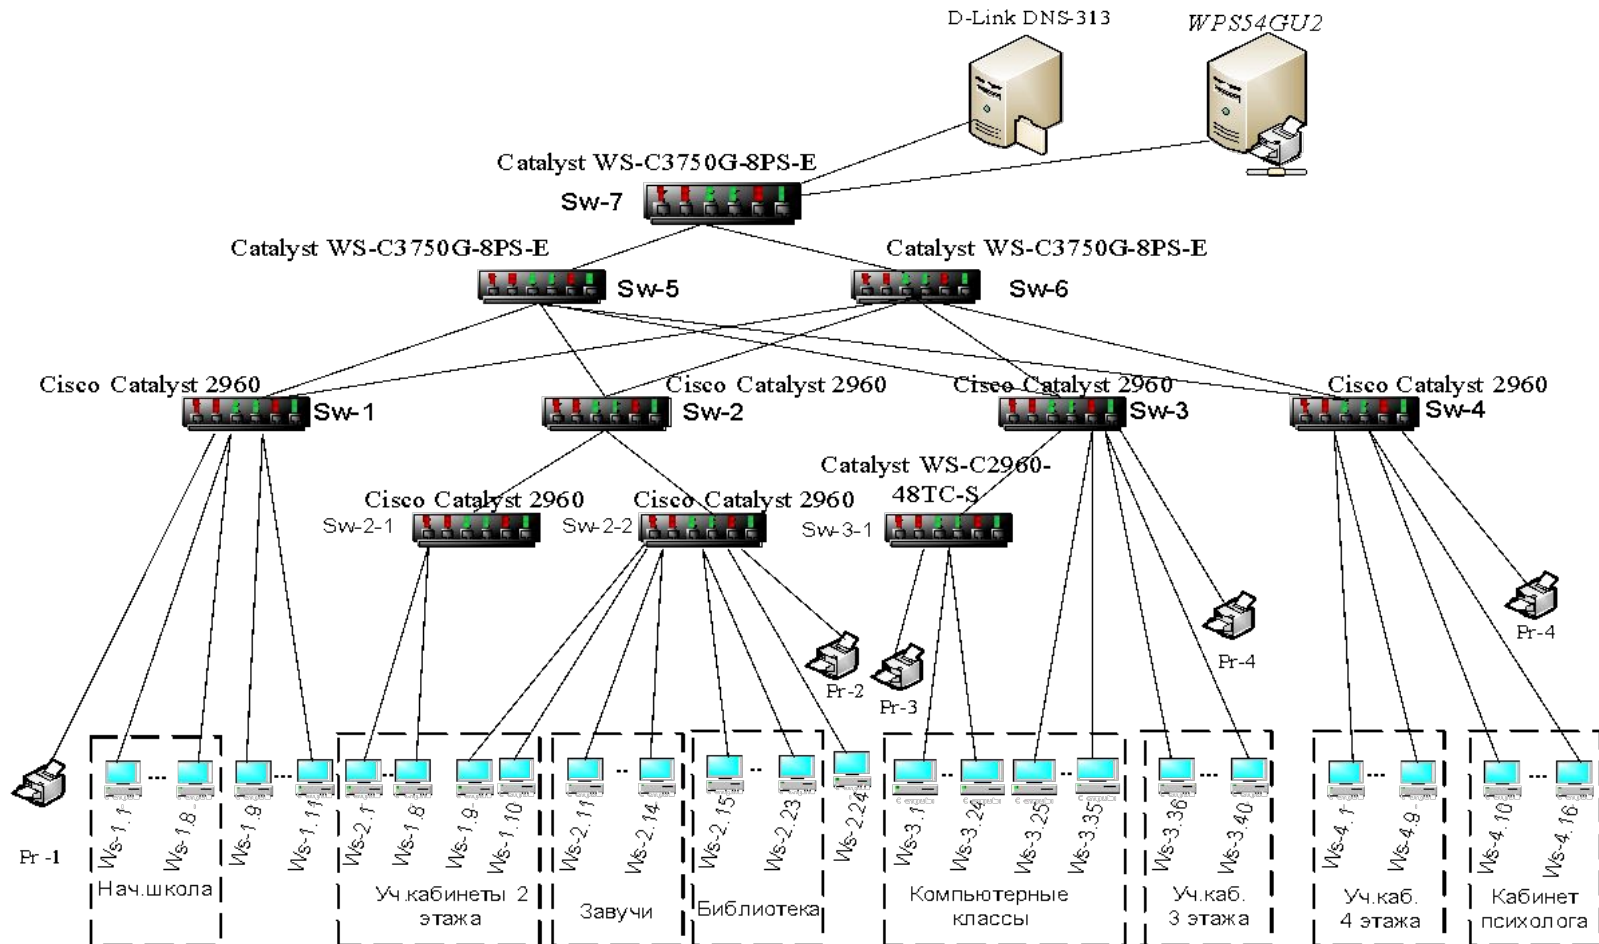 D-Link DNS-313
WPS54GU2
Catalyst WS-C3750G-8PS-E
Sw-7
Catalyst WS-C3750G-8PS-E
Catalyst WS-C3750G-8PS-E
Sw-5
Sw-6
Cisco Catalyst 2960
Cisco Catalyst 2960
Cisco Catalyst 2960
Cisco Catalyst 2960
Sw-1
Sw-2
Sw-3
Sw-4
Catalyst WS-C2960-
48TC-S
Cisco Catalyst 2960
Cisco Catalyst 2960
Sw-2-1
Sw-2-2
Sw-3-1
Pr-4
Pr-4
Pr-2
Pr-3
Pr-1
Ws-1.1
Ws-1.8
Ws-1.9
Ws-1.11
Ws-2.1
Ws-1.8
Ws-1.9
Ws-1.10
Ws-2.11
Ws-2.14
Ws-2.15
Ws-2.23
Ws-2.24
Ws-3.1
Ws-3.24
Ws-3.25
Ws-3.35
Ws-3.36
Ws-3.40
Ws-4.1
Ws-4.9
Ws-4.10
Ws-4.16
Нач.школа
Уч.кабинеты 2
этажа
Завучи
Библиотека
Компьютерные
классы
Уч.каб.
3 этажа
Уч.каб.
4 этажа
Кабинет
психолога